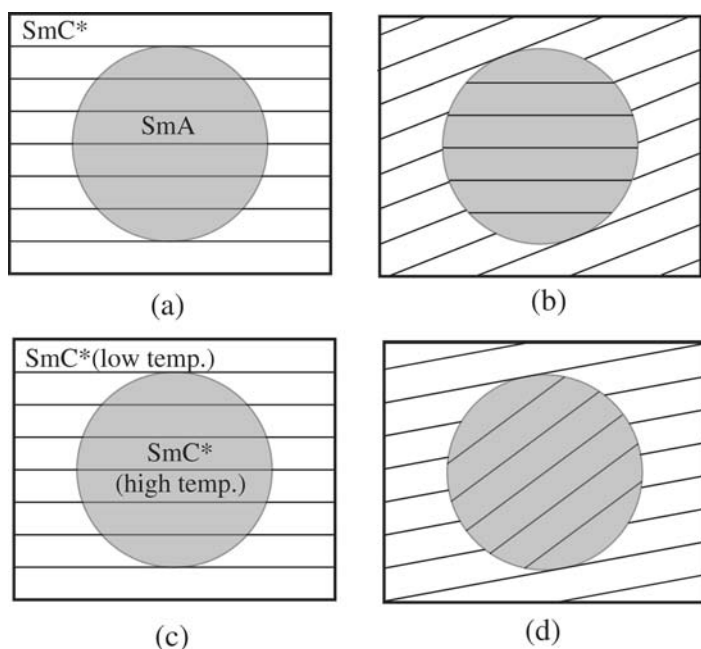 SmC*
SmA
(a)
(b)
SmC*(low temp.)
SmC*
(high temp.)
(c)
(d)